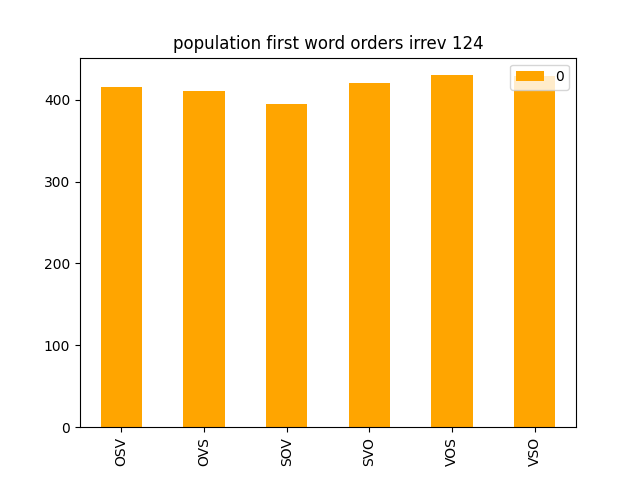 population first word orders irrev 124
0
400
300
200
100
0
OSV
OVS
SOV
SVO
VOS
VSO